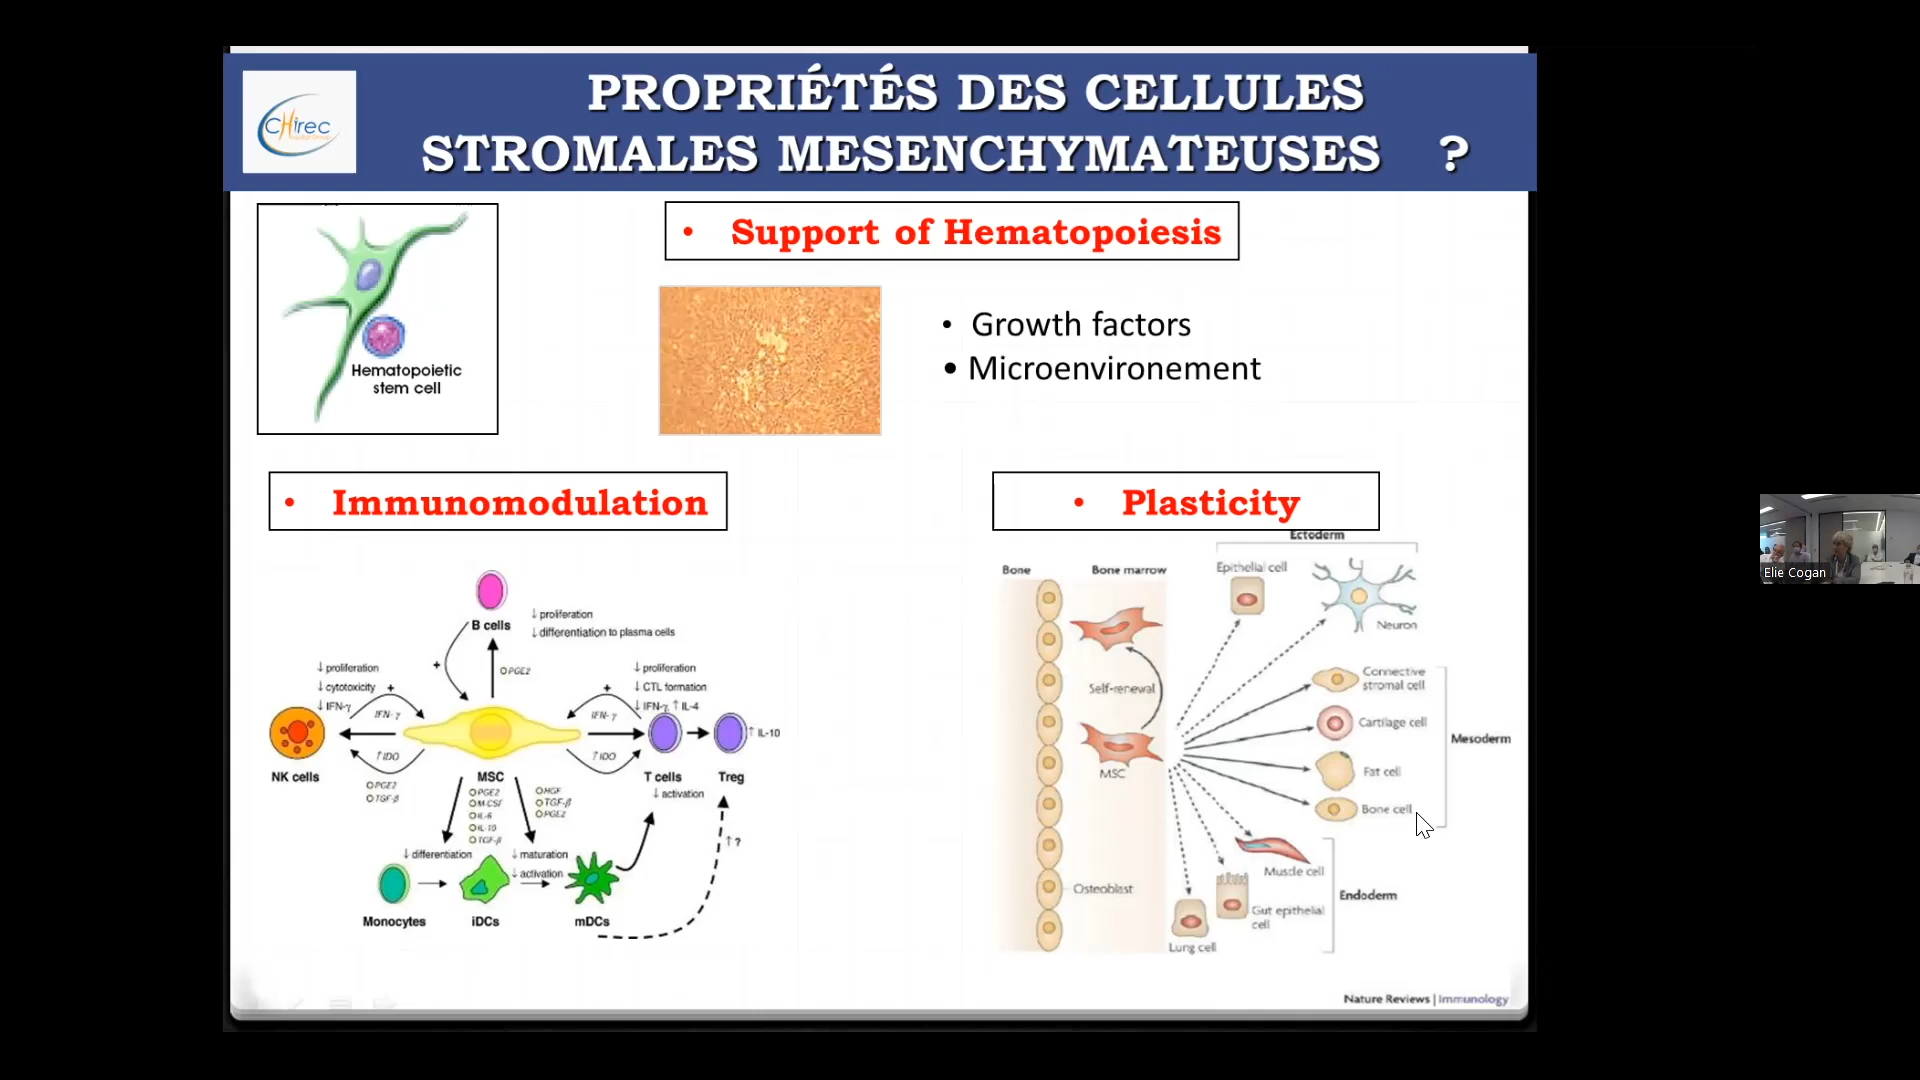 CHirec
PROPRIÉTÉS DES CELLULES
STROMALES MESENCHYMATEUSES ?
Hematopoietic
stem cell
• Support of Hematopoiesis
• Growth factors
• Microenvironement
• Immunomodulation
B cells
↓ proliferation
↓ differentiation to plasma cells
PGE2
+
↓ proliferation
↓ cytotoxicity
↓ IFN-γ
+
IFN-γ
↑ IDO
PGE2
TGF-β
NK cells
MSC
+
IFN-γ
↑ IDO
↓ proliferation
↓ CTL formation
↓ IFN-γ, ↑ IL-4
↑ IL-10
T cells
Treg
↓ activation
PGE2
M-CSF
IL-6
IL-10
TGF-β
HGF
TGF-β
PGE2
↓ differentiation
↓ maturation
↓ activation
↑ ?
Monocytes
iDCs
mDCs
• Plasticity
Ectoderm
Bone
Bone marrow
Epithelial cell
Neuron
Self-renewal
MSC
Connective
stromal cell
Cartilage cell
Mesoderm
Fat cell
Bone cell
Muscle cell
Osteoblast
Endoderm
Gut epithelial
cell
Lung cell
Nature Reviews | Immunology
Elie Cogan